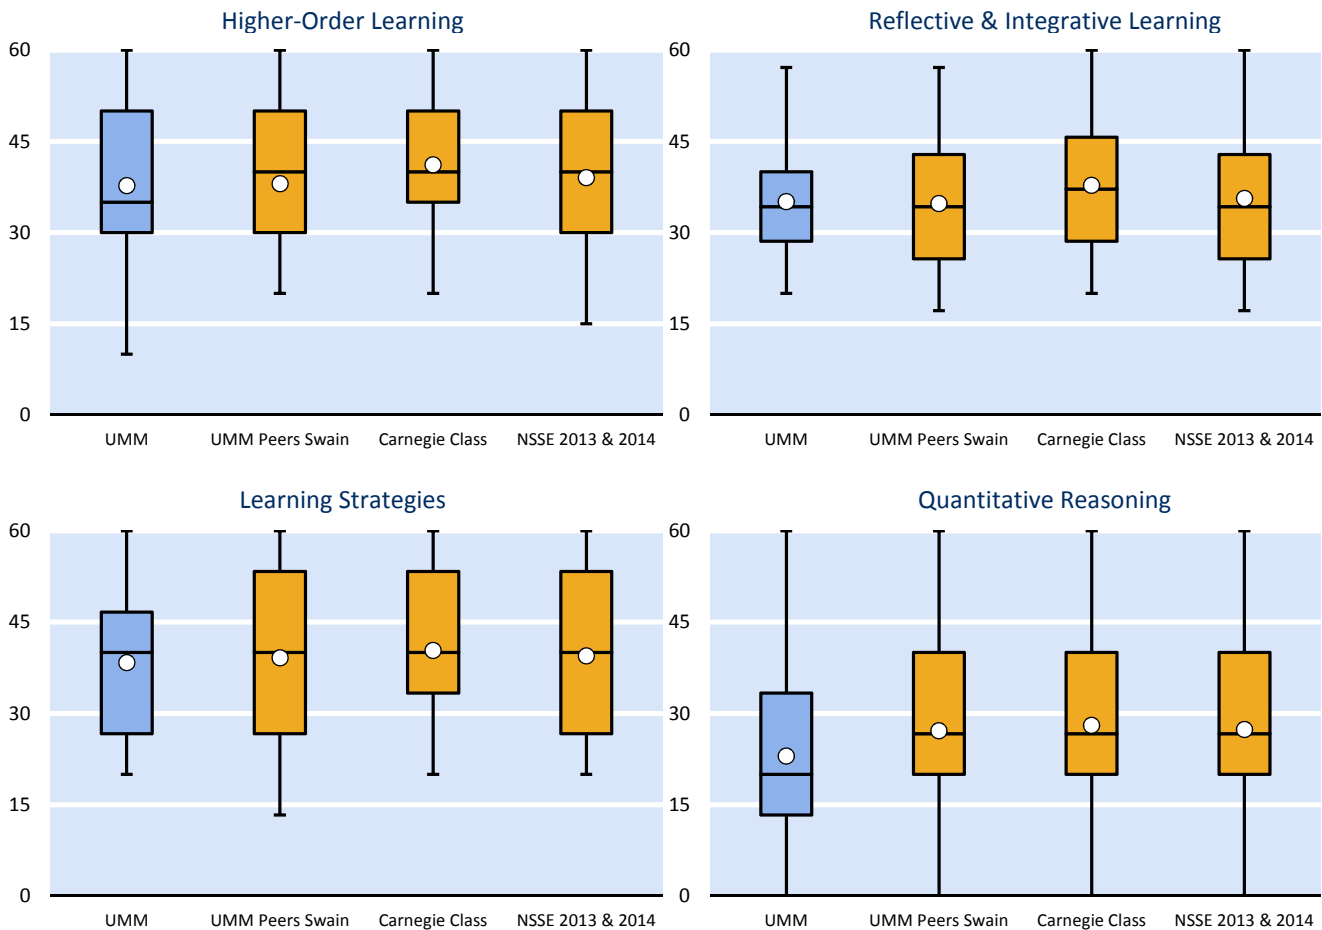 Higher-Order Learning
60
45
30
15
0
UMM UMM Peers Swain Carnegie Class NSSE 2013 & 2014
Reflective & Integrative Learning
60
45
30
15
0
UMM UMM Peers Swain Carnegie Class NSSE 2013 & 2014
Learning Strategies
60
45
30
15
0
UMM UMM Peers Swain Carnegie Class NSSE 2013 & 2014
Quantitative Reasoning
60
45
30
15
0
UMM UMM Peers Swain Carnegie Class NSSE 2013 & 2014